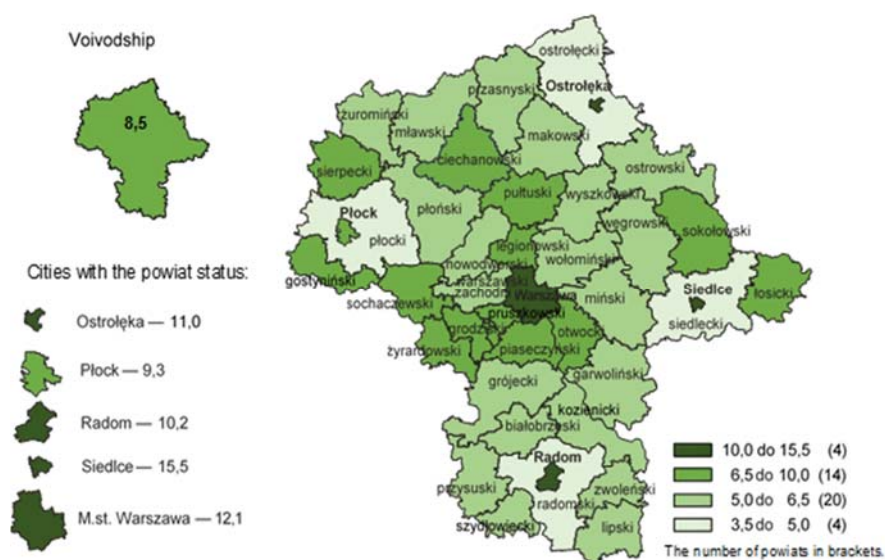 Voivodship
8,5
Cities with the powiat status:
Ostrołęka — 11,0
Płock — 9,3
Radom — 10,2
Siedlce — 15,5
M.st. Warszawa — 12,1
ostrołęcki
Ostrołęka
przasnyski
żuromiński
mławski
makowski
ciechanowski
ostrowski
sierpecki
pułtuski
wyszkowski
Płock
płoński
węgrowski
sokołowski
płocki
legionowski
nowodworski
wołomiński
gostyniński
warszawski
zachodni
Warszawa
miński
Siedlce
łosicki
sochaczewski
pruszkowski
siedlecki
grodziski
otwocki
żyrardowski
piaseczyński
grójecki
garwoliński
kozienicki
białobrzeski
Radom
przysuski
zwoleński
radomski
szydłowiecki
lipski
10,0 do 15,5 (4)
6,5 do 10,0 (14)
5,0 do 6,5 (20)
3,5 do 5,0 (4)
The number of powiats in brackets.